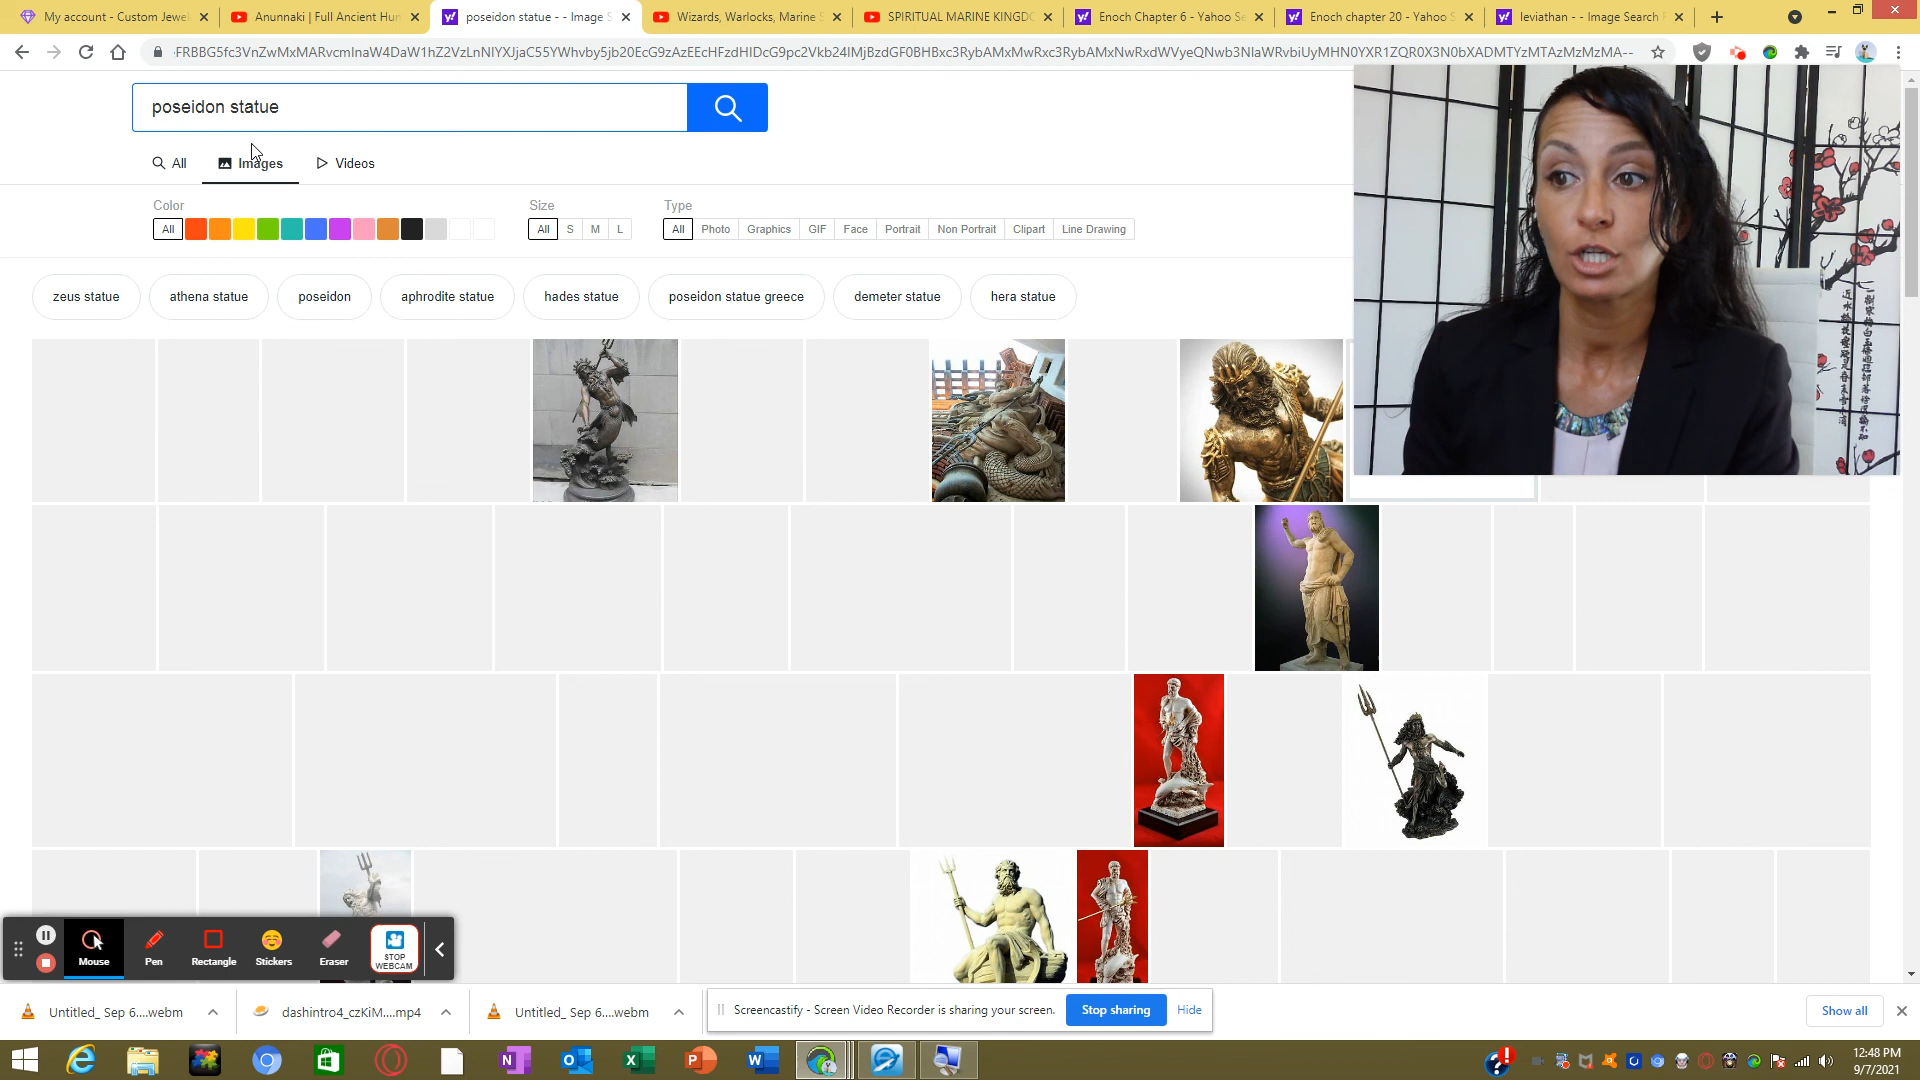 My account - Custom Jewel
Anunnaki | Full Ancient Hun
poseidon statue - - Image S
Wizards, Warlocks, Marine S
SPIRITUAL MARINE KINGDO
Enoch Chapter 6 - Yahoo Se
Enoch chapter 20 - Yahoo S
leviathan - - Image Search R
poseidon statue
All
Images
Videos
Color
Size
Type
All
All S M L
All Photo Graphics GIF Face Portrait Non Portrait Clipart Line Drawing
zeus statue
athena statue
poseidon
aphrodite statue
hades statue
poseidon statue greece
demeter statue
hera statue
Mouse
Pen
Rectangle
Stickers
Eraser
STOP
WEBCAM
Untitled_ Sep 6....webm
dashintro4_czKiM....mp4
Untitled_ Sep 6....webm
Screencastify - Screen Video Recorder is sharing your screen.
Stop sharing
Hide
Show all
12:48 PM
9/7/2021